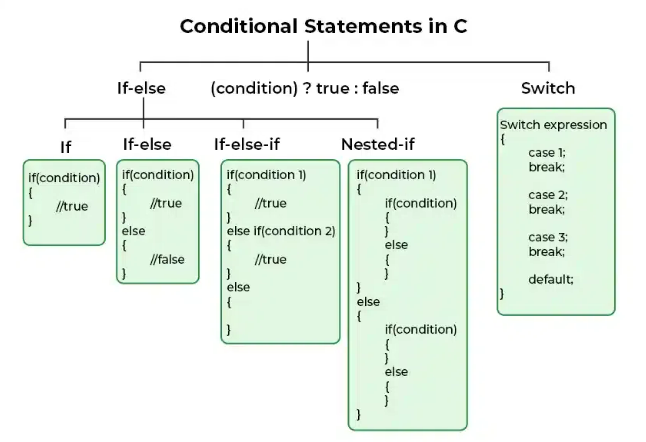 Conditional Statements in C
If-else
(condition) ? true : false
Switch
If
if(condition)
{
//true
}
If-else
if(condition)
{
//true
}
else
{
//false
}
If-else-if
if(condition 1)
{
//true
}
else if(condition 2)
{
//true
}
else
{
}
Nested-if
if(condition 1)
{
if(condition)
{
}
else
{
}
}
else
{
if(condition)
{
}
else
{
}
}
Switch expression
{
case 1;
break;
case 2;
break;
case 3;
break;
default;
}